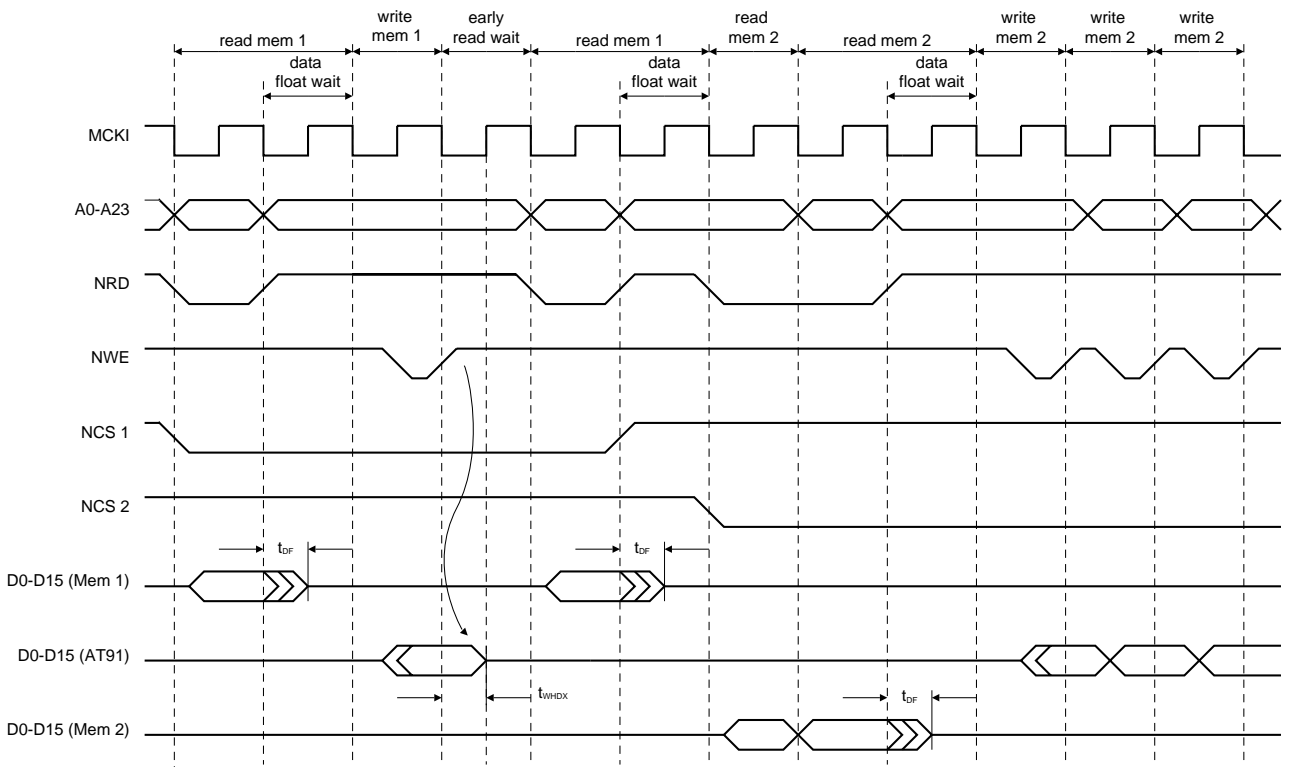 write
mem 1
early
read wait
read
mem 2
write
mem 2
write
mem 2
write
mem 2
read mem 1
read mem 1
read mem 2
data
float wait
data
float wait
data
float wait
MCKI
A0-A23
NRD
NWE
NCS 1
NCS 2
tDF
tDF
D0-D15 (Mem 1)
D0-D15 (AT91)
tWHDX
tDF
D0-D15 (Mem 2)